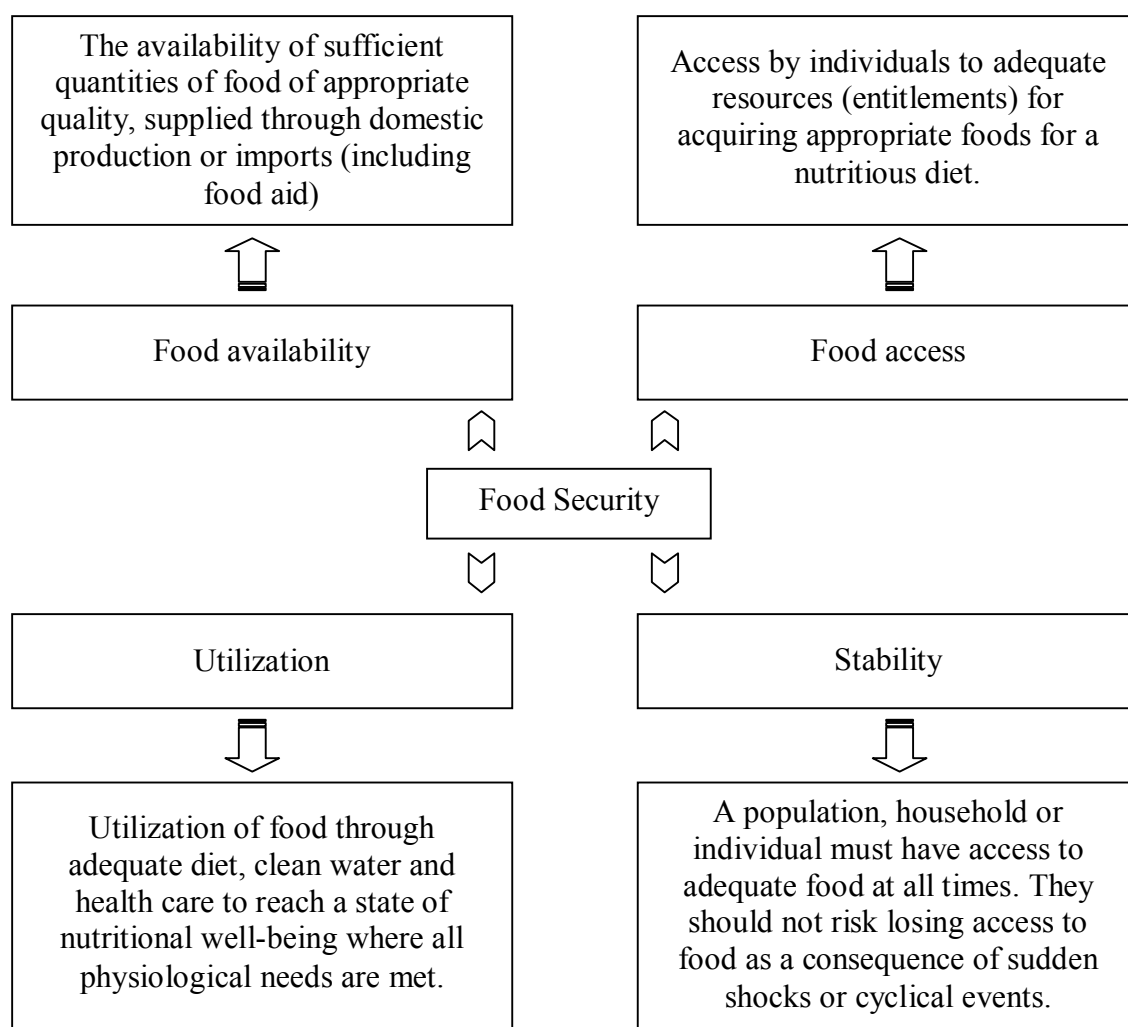 The availability of sufficient
quantities of food of appropriate
quality, supplied through domestic
production or imports (including
food aid)
Access by individuals to adequate
resources (entitlements) for
acquiring appropriate foods for a
nutritious diet.
Food availability
Food access
Food Security
Utilization
Stability
Utilization of food through
adequate diet, clean water and
health care to reach a state of
nutritional well-being where all
physiological needs are met.
A population, household or
individual must have access to
adequate food at all times. They
should not risk losing access to
food as a consequence of sudden
shocks or cyclical events.